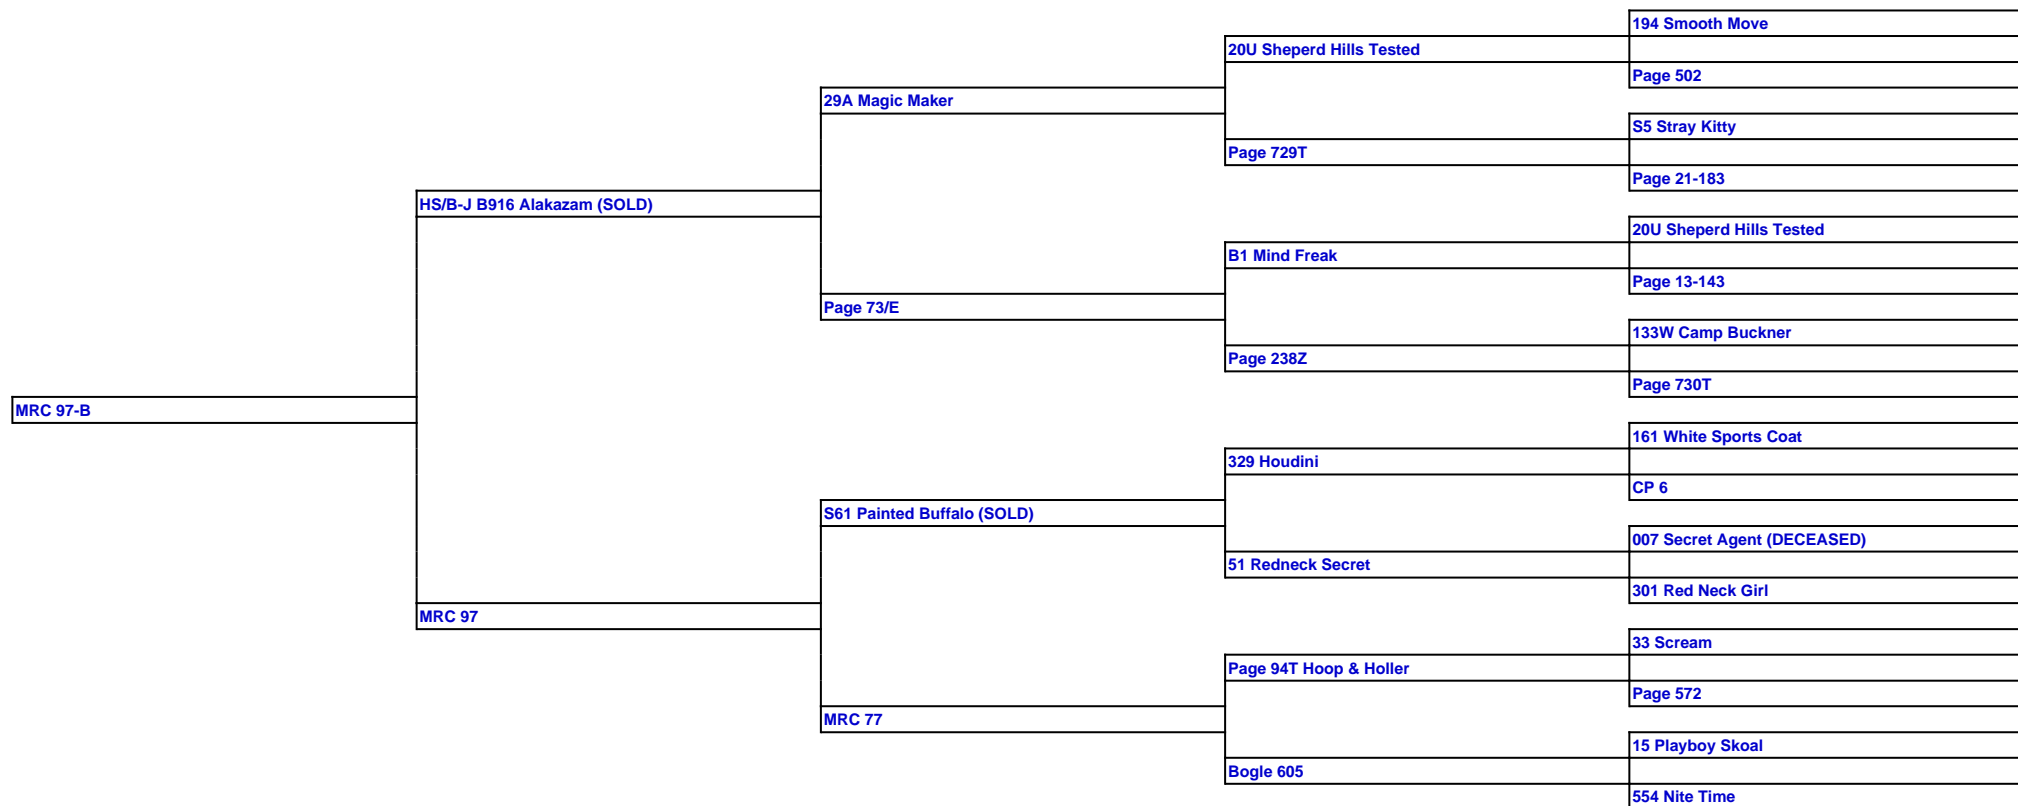 194 Smooth Move
20U Sheperd Hills Tested
Page 502
29A Magic Maker
S5 Stray Kitty
Page 729T
Page 21-183
HS/B-J B916 Alakazam (SOLD)
20U Sheperd Hills Tested
B1 Mind Freak
Page 13-143
Page 73/E
133W Camp Buckner
Page 238Z
Page 730T
MRC 97-B
161 White Sports Coat
329 Houdini
CP 6
S61 Painted Buffalo (SOLD)
007 Secret Agent (DECEASED)
51 Redneck Secret
301 Red Neck Girl
MRC 97
33 Scream
Page 94T Hoop & Holler
Page 572
MRC 77
15 Playboy Skoal
Bogle 605
554 Nite Time